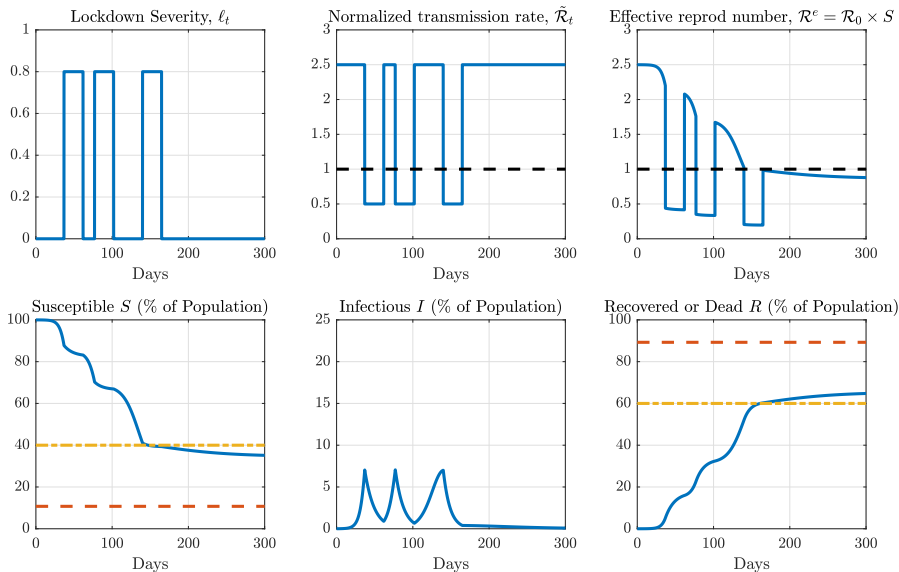 Lockdown Severity, ℓt
1
0.8
0.6
0.4
0.2
0
0 100 200 300
Days
Normalized transmission rate, R̃t
3
2.5
2
1.5
1
0.5
0
0 100 200 300
Days
Effective reprod number, Re = R0 × S
3
2.5
2
1.5
1
0.5
0
0 100 200 300
Days
Susceptible S (% of Population)
100
80
60
40
20
0
0 100 200 300
Days
Infectious I (% of Population)
25
20
15
10
5
0
0 100 200 300
Days
Recovered or Dead R (% of Population)
100
80
60
40
20
0
0 100 200 300
Days